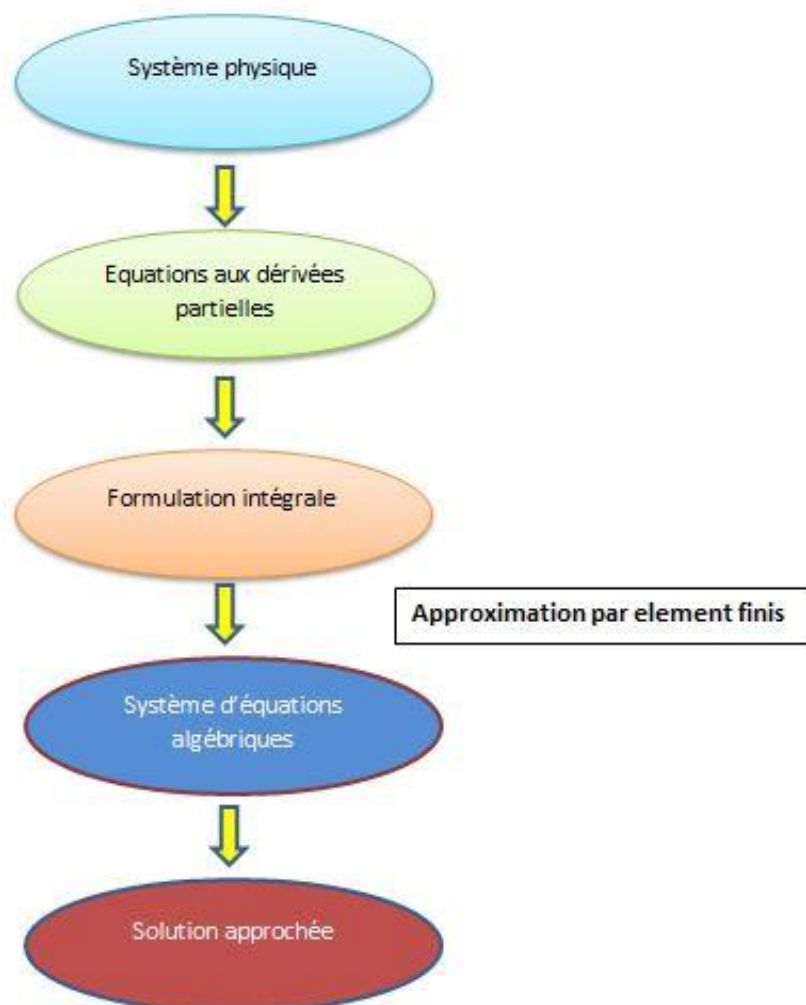 Système physique
Equations aux dérivées
partielles
Formulation intégrale
Approximation par element finis
Système d'équations
algébriques
Solution approchée